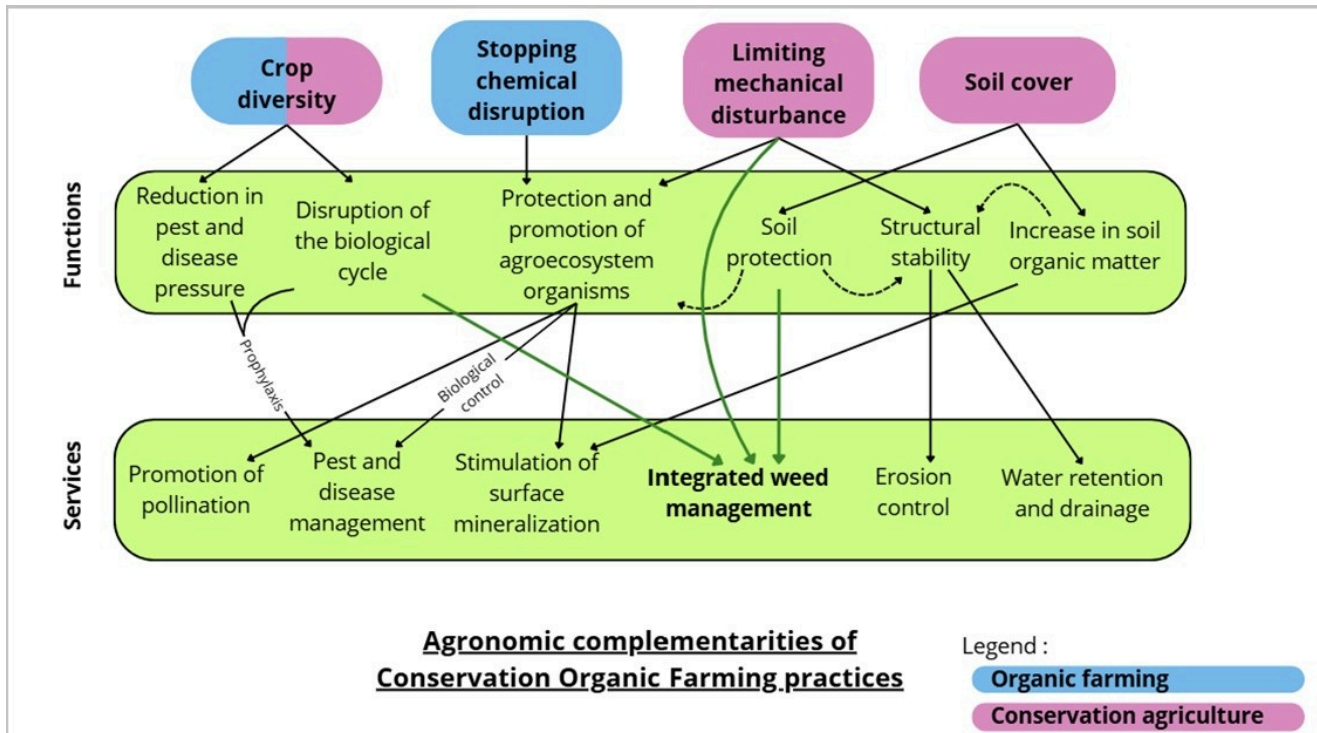 Crop
diversity
Stopping
chemical
disruption
Limiting
mechanical
disturbance
Soil cover
Functions
Reduction in
pest and
disease
pressure
Disruption of
the biological
cycle
Protection and
promotion of
agroecosystem
organisms
Soil
protection
Structural
stability
Increase in soil
organic matter
Prophylaxis
Biological
control
Services
Promotion of
pollination
Pest and
disease
management
Stimulation of
surface
mineralization
Integrated weed
management
Erosion
control
Water retention
and drainage
Agronomic complementarities of
Conservation Organic Farming practices
Legend :
Organic farming
Conservation agriculture